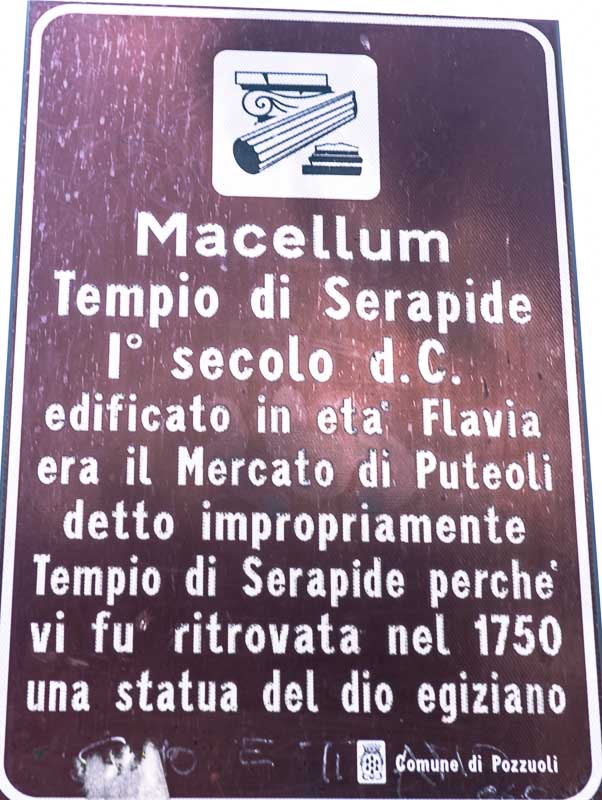 Macellum
Tempio di Serapide
I° secolo d.C.
edificato in eta' Flavia
era il Mercato di Puteoli
detto impropriamente
Tempio di Serapide perche'
vi fu' ritrovata nel 1750
una statua del dio egiziano
Comune di Pozzuoli